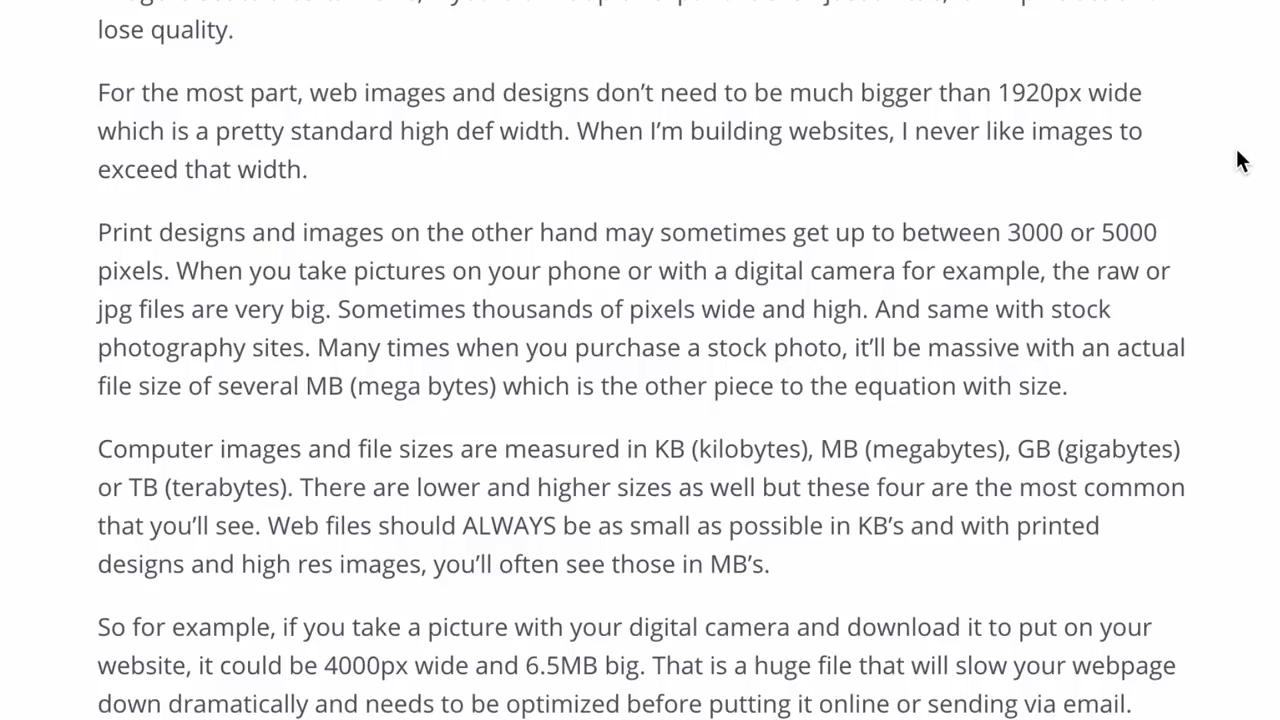 lose quality.
For the most part, web images and designs don’t need to be much bigger than 1920px wide
which is a pretty standard high def width. When I’m building websites, I never like images to
exceed that width.
Print designs and images on the other hand may sometimes get up to between 3000 or 5000
pixels. When you take pictures on your phone or with a digital camera for example, the raw or
jpg files are very big. Sometimes thousands of pixels wide and high. And same with stock
photography sites. Many times when you purchase a stock photo, it’ll be massive with an actual
file size of several MB (mega bytes) which is the other piece to the equation with size.
Computer images and file sizes are measured in KB (kilobytes), MB (megabytes), GB (gigabytes)
or TB (terabytes). There are lower and higher sizes as well but these four are the most common
that you’ll see. Web files should ALWAYS be as small as possible in KB’s and with printed
designs and high res images, you’ll often see those in MB’s.
So for example, if you take a picture with your digital camera and download it to put on your
website, it could be 4000px wide and 6.5MB big. That is a huge file that will slow your webpage
down dramatically and needs to be optimized before putting it online or sending via email.